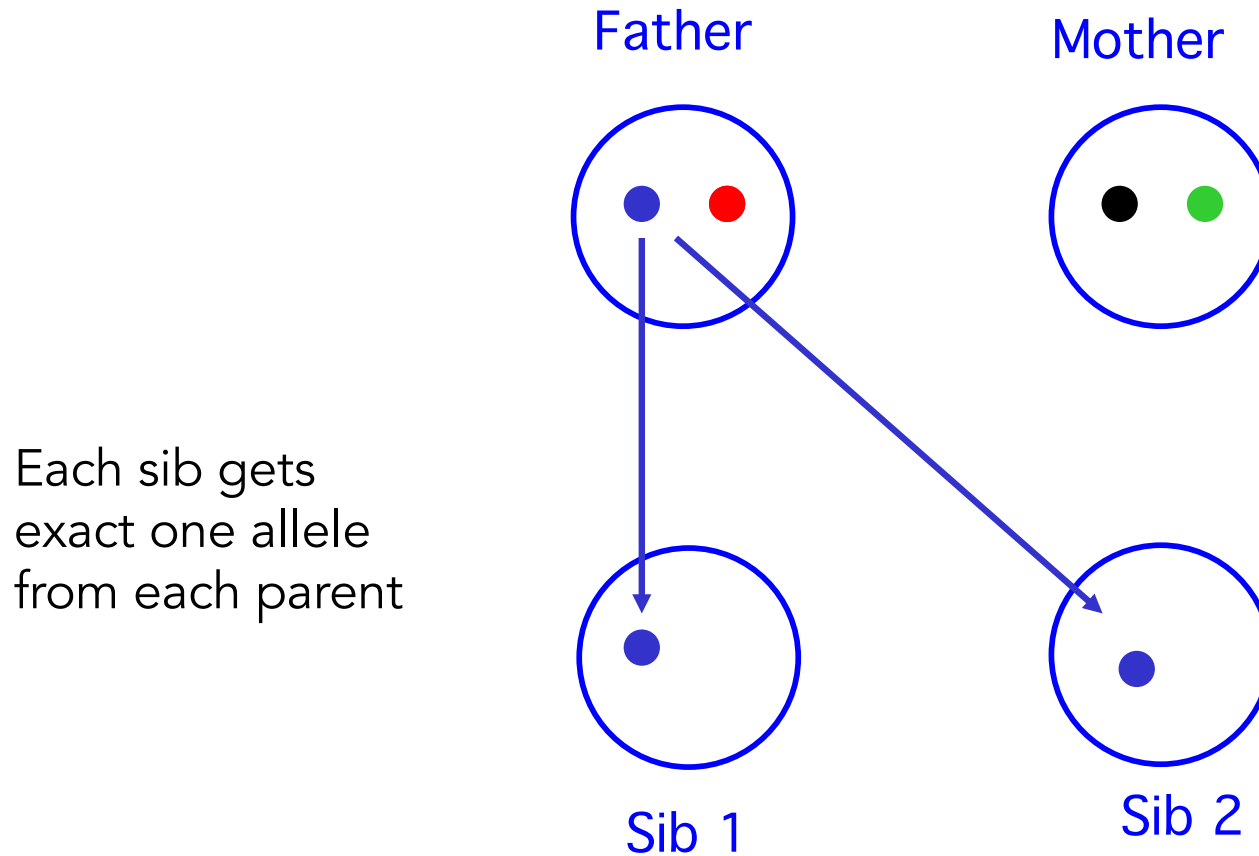 Father
Mother
Each sib gets
exact one allele
from each parent
Sib 1
Sib 2